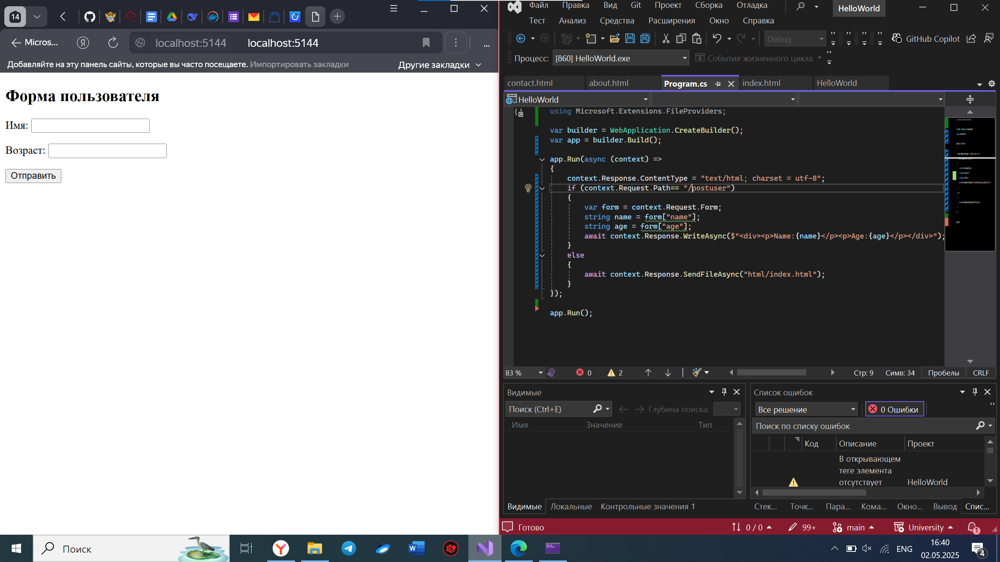 14
Micros...
localhost:5144 localhost:5144
Добавляйте на эту панель сайты, которые вы часто посещаете. Импортировать закладки Другие закладки
Форма пользователя
Имя:
Возраст:
Отправить
Файл Правка Вид Git Проект Сборка Отладка
HelloWorld
Тест Анализ Средства Расширения Окно Справка
Debug
GitHub Copilot
Процесс: [860] HelloWorld.exe События жизненного цикла
contact.html about.html Program.cs index.html HelloWorld
HelloWorld
using Microsoft.Extensions.FileProviders;
var builder = WebApplication.CreateBuilder();
var app = builder.Build();
app.Run(async (context) =>
{
context.Response.ContentType = "text/html; charset = utf-8";
if (context.Request.Path== "/postuser")
{
var form = context.Request.Form;
string name = form["name"];
string age = form["age"];
await context.Response.WriteAsync($"<div><p>Name:{name}</p><p>Age:{age}</p></div>");
}
else
{
await context.Response.SendFileAsync("html/index.html");
}
});
app.Run();
83 % 0 2 Стр: 9 Симв: 34 Пробелы CRLF
Видимые
Поиск (Ctrl+E) Глубина поиска:
Имя Значение Тип
Видимые Локальные Контрольные значения 1
Список ошибок
Все решение 0 Ошибки
Поиск по списку ошибок
Код Описание Проект
В открывающем
теге элемента
отсутствует HelloWorld
Стек... Точк... Пара... Кома... Окно... Вывод Спис...
Готово 0 / 0 99+ main University 1
Поиск
ENG
16:40
02.05.2025
4